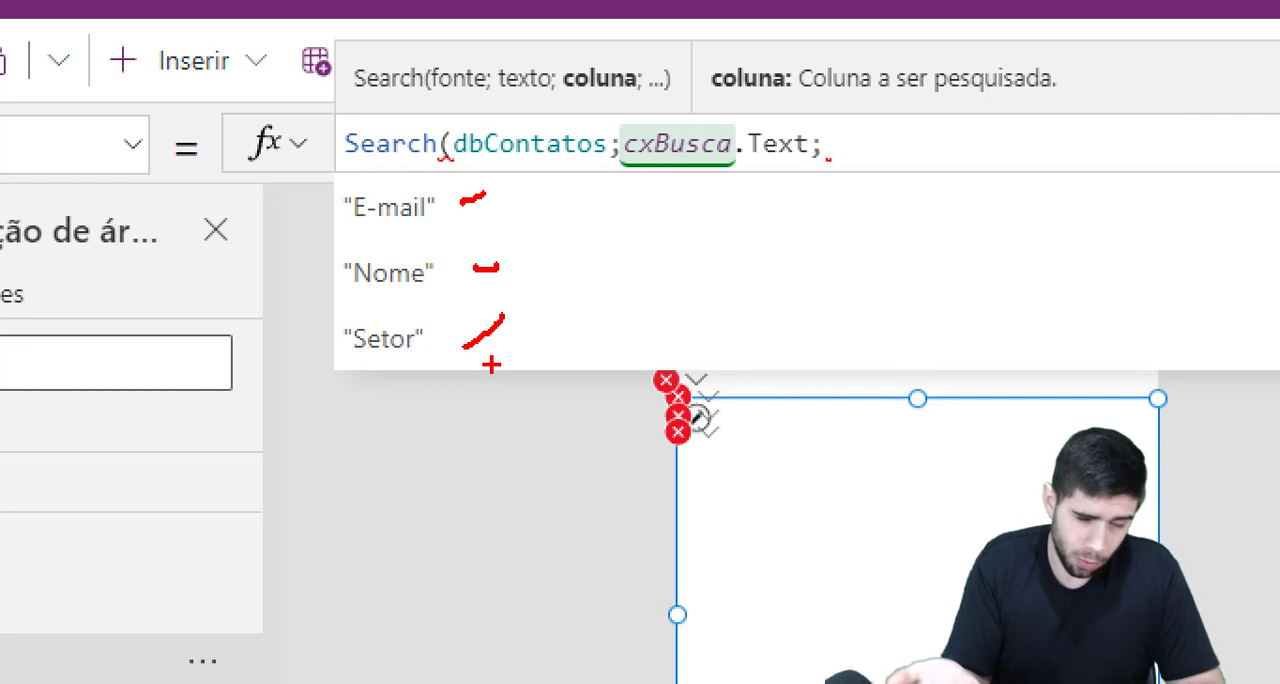 Inserir
Search(fonte; texto; coluna; ...)
coluna: Coluna a ser pesquisada.
=
fx
Search(dbContatos;cxBusca.Text;
"E-mail"
ção de ár...
"Nome"
es
"Setor"
...